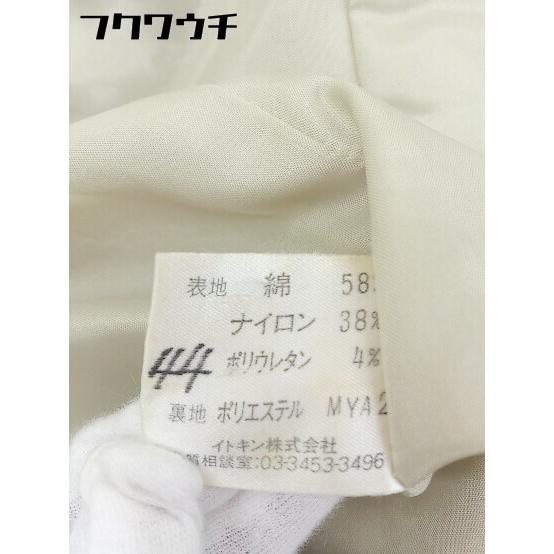 フクワウチ
表地 綿 58
ナイロン 38%
44 ポリウレタン 4%
裏地 ポリエステル MYA2
イトキン株式会社
質相談室:03-3453-3496